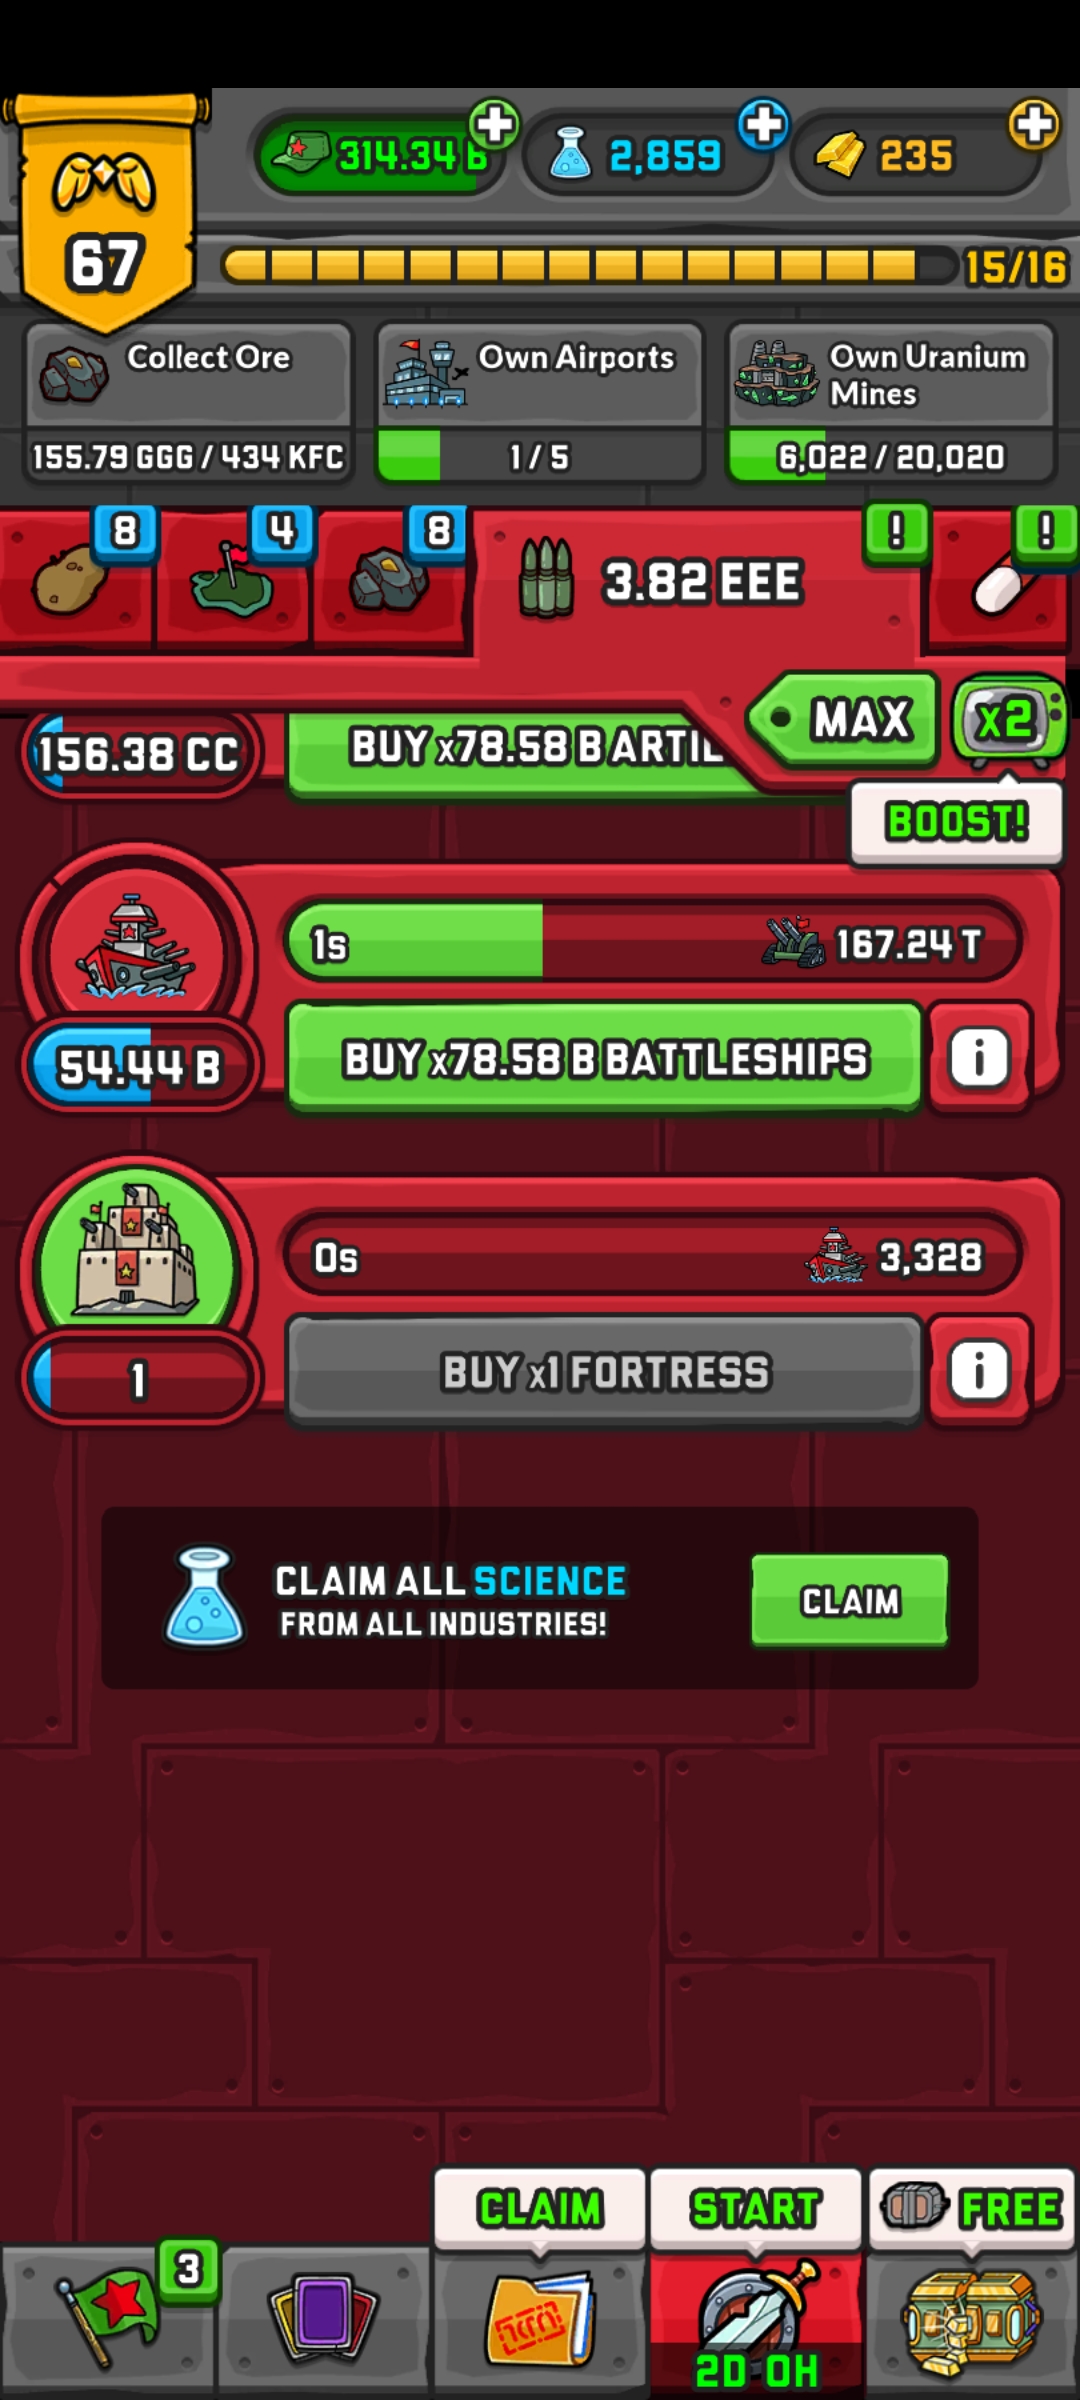 67
314.34 B
2,859
235
15/16
Collect Ore
155.79 GGG / 434 KFC
Own Airports
1 / 5
Own Uranium
Mines
6,022 / 20,020
8
4
8
3.82 EEE
!
!
MAX
x2
BOOST!
156.38 CC
BUY x78.58 B ARTIL
1s
167.24 T
54.44 B
BUY x78.58 B BATTLESHIPS
i
0s
3,328
1
BUY x1 FORTRESS
i
CLAIM ALL SCIENCE
FROM ALL INDUSTRIES!
CLAIM
CLAIM
START
FREE
3
2D 0H